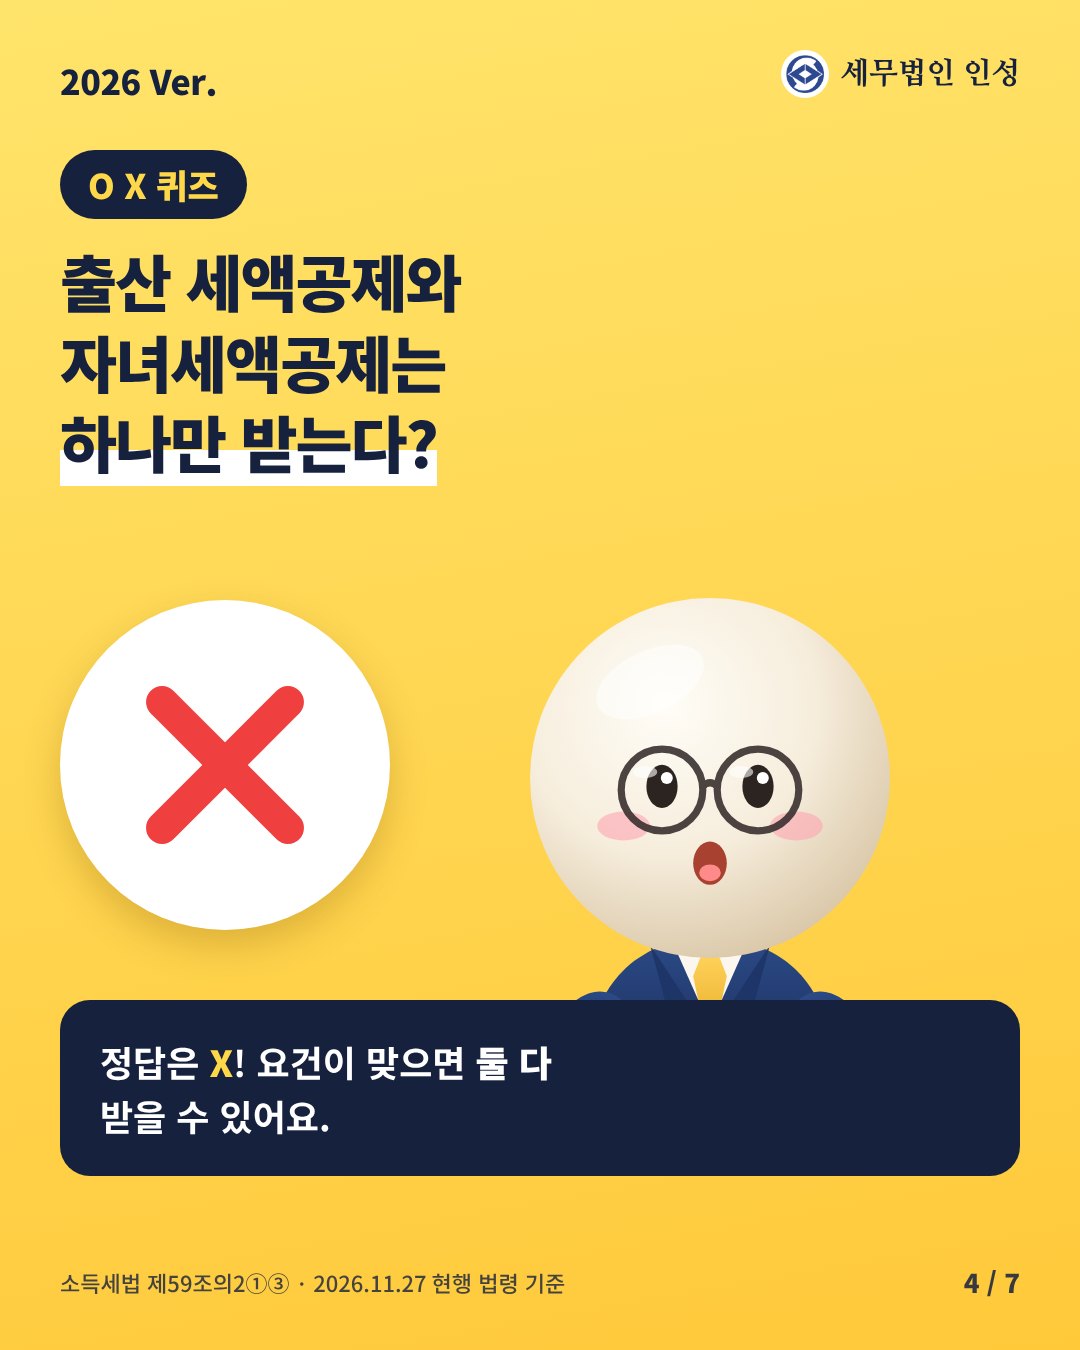 2026 Ver.
세무법인 인성
O X 퀴즈
출산 세액공제와
자녀세액공제는
하나만 받는다?
정답은 X! 요건이 맞으면 둘 다
받을 수 있어요.
소득세법 제59조의2①③ · 2026.11.27 현행 법령 기준
4 / 7